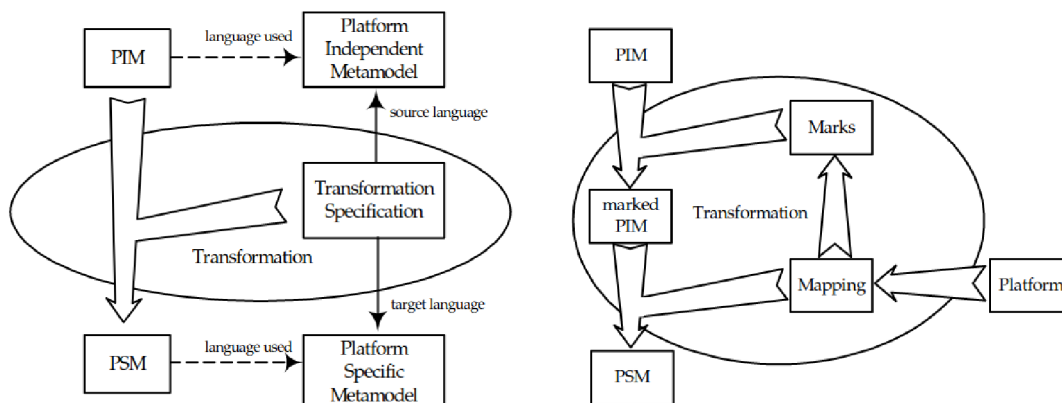 PIM
language used
Platform
Independent
Metamodel
source language
Transformation
Specification
Transformation
target language
PSM
language used
Platform
Specific
Metamodel
PIM
Marks
marked
PIM
Transformation
Mapping
Platform
PSM